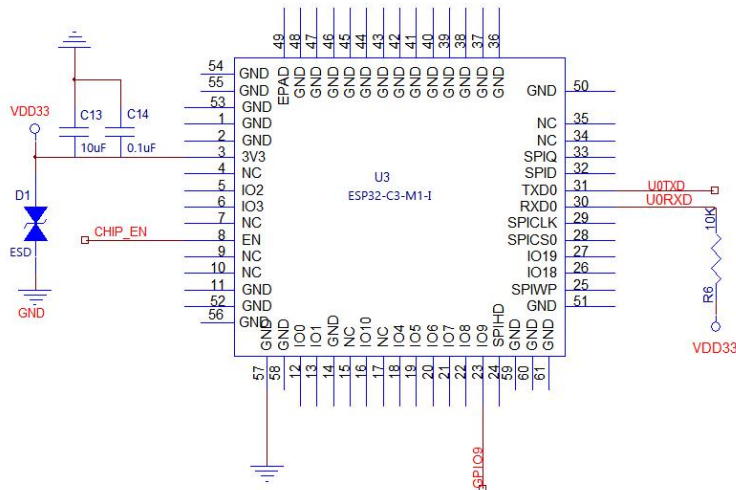 49 48 47 46 45 44 43 42 41 40 39 38 37 36
EPAD GND GND GND GND GND GND GND GND GND GND GND GND GND
54 GND
55 GND
53 GND
1 GND
2 GND
3 3V3
4 NC
5 IO2
6 IO3
7 NC
8 EN
9 NC
10 NC
11 GND
52 GND
56 GND
VDD33
C13
10uF
C14
0.1uF
D1
ESD
GND
CHIP_EN
U3
ESP32-C3-M1-I
GND 50
NC 35
NC 34
SPIQ 33
SPID 32
TXD0 31 U0TXD
RXD0 30 U0RXD
SPICLK 29
SPICS0 28
IO19 27
IO18 26
SPIWP 25
GND 51
10K
R6
VDD33
GND GND IO0 IO1 GND NC IO10 NC IO4 IO5 IO6 IO7 IO8 IO9 SPIHD GND GND GND
57 58 12 13 14 15 16 17 18 19 20 21 22 23 24 59 60 61
GPIO9